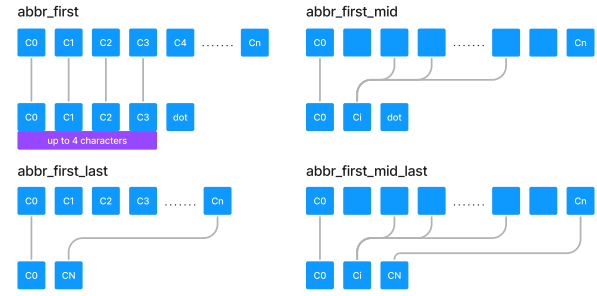 abbr_first
C0 C1 C2 C3 C4 ....... Cn
C0 C1 C2 C3 dot
up to 4 characters
abbr_first_mid
C0 ....... Cn
C0 Ci dot
abbr_first_last
C0 C1 C2 C3 ....... Cn
C0 CN
abbr_first_mid_last
C0 ....... Cn
C0 Ci CN